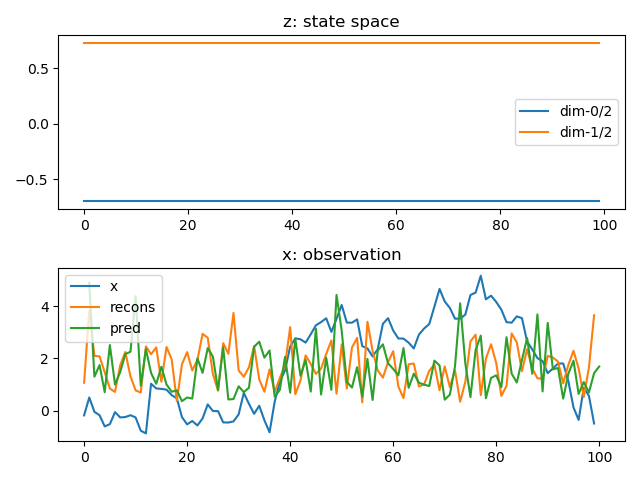 z: state space
0.5
0.0
−0.5
dim-0/2
dim-1/2
0 20 40 60 80 100
x: observation
4
2
0
x
recons
pred
0 20 40 60 80 100